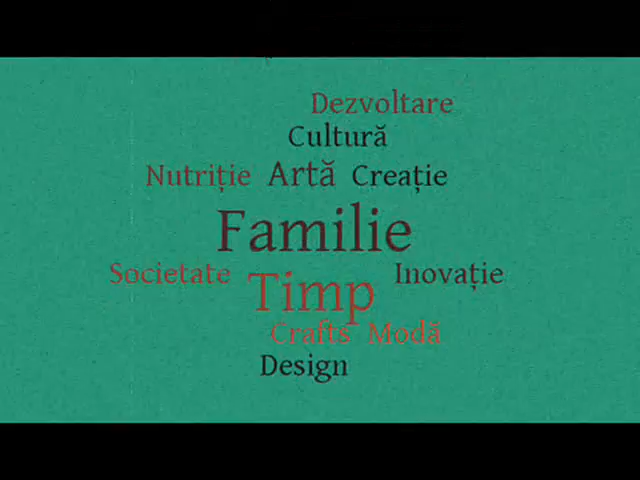 Dezvoltare
Cultură
Nutriție Artă Creație
Familie
Societate Timp Inovație
Crafts Modă
Design